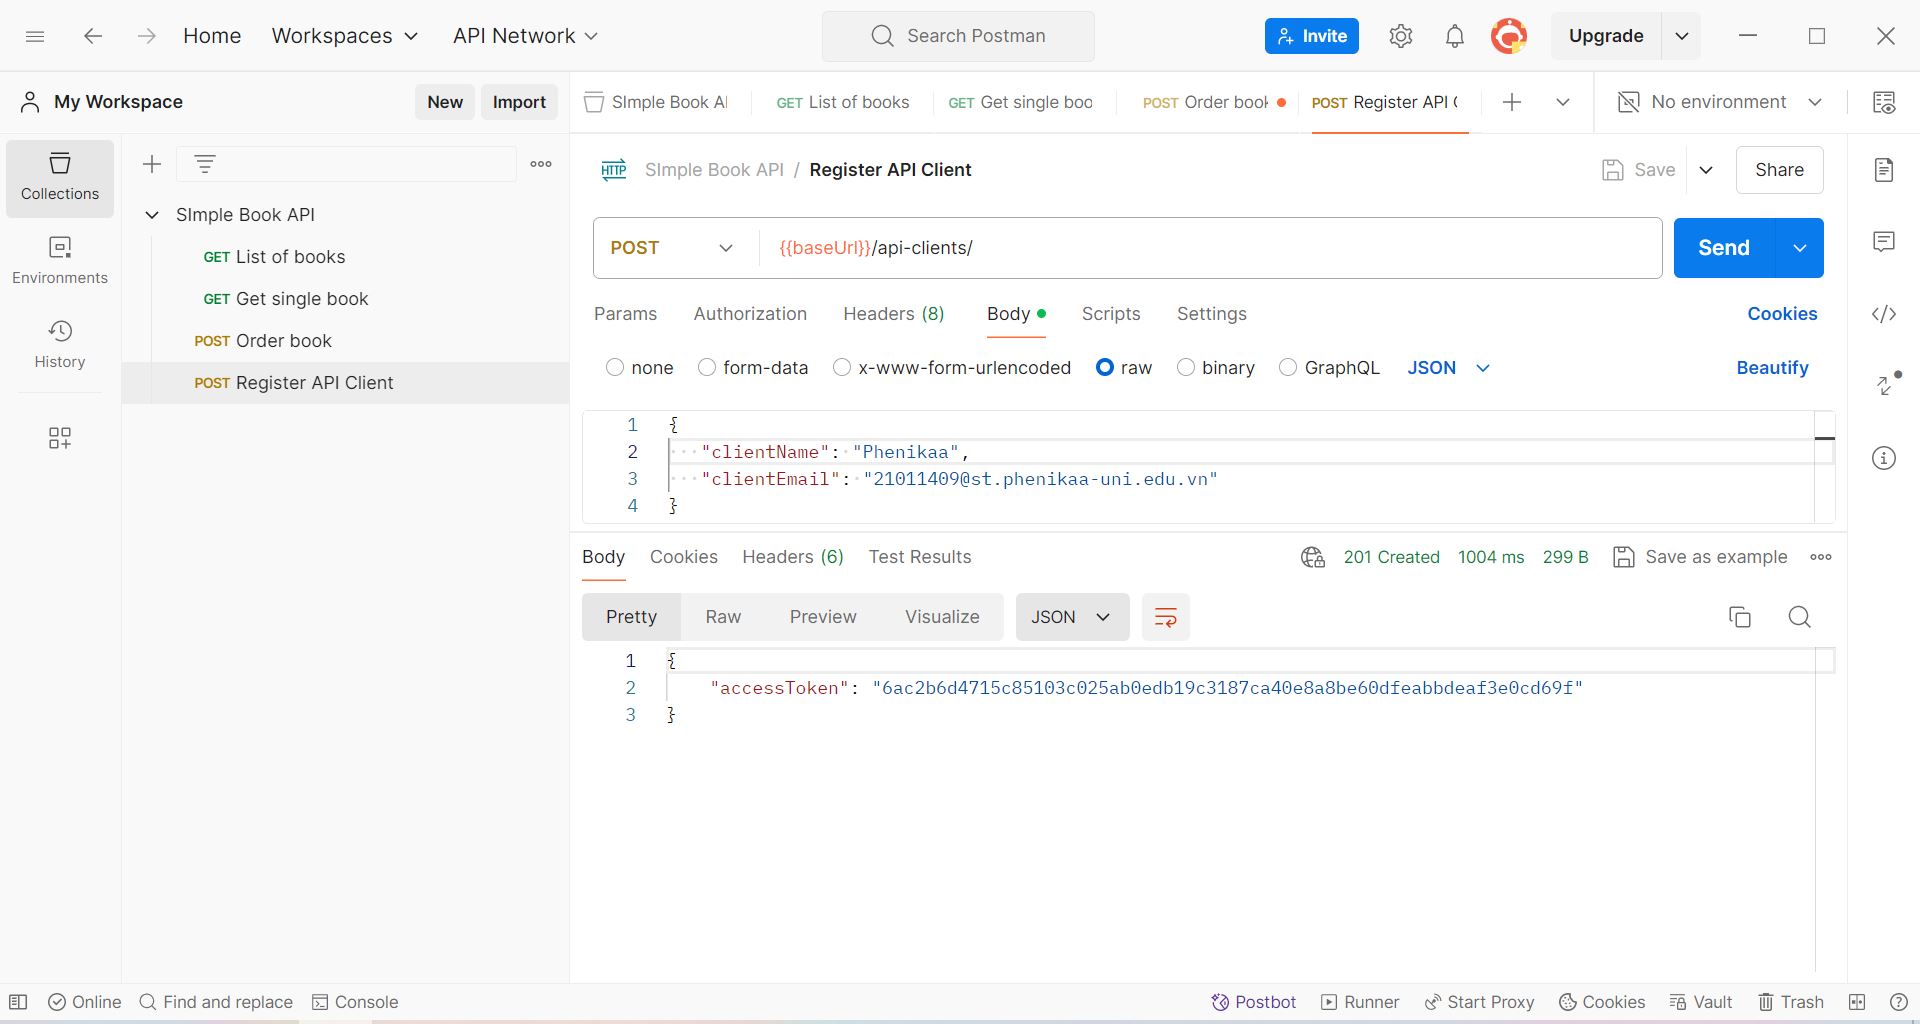 Home Workspaces API Network Search Postman Invite Upgrade
My Workspace New Import SImple Book A GET List of books GET Get single boo POST Order book POST Register API No environment
Collections
Environments
History
SImple Book API
GET List of books
GET Get single book
POST Order book
POST Register API Client
HTTP SImple Book API / Register API Client Save Share
POST {{baseUrl}}/api-clients/ Send
Params Authorization Headers (8) Body Scripts Settings Cookies
none form-data x-www-form-urlencoded raw binary GraphQL JSON Beautify
1 {
2 "clientName": "Phenikaa",
3 "clientEmail": "21011409@st.phenikaa-uni.edu.vn"
4 }
Body Cookies Headers (6) Test Results 201 Created 1004 ms 299 B Save as example
Pretty Raw Preview Visualize JSON
1 {
2 "accessToken": "6ac2b6d4715c85103c025ab0edb19c3187ca40e8a8be60dfeabbdeaf3e0cd69f"
3 }
Online Find and replace Console Postbot Runner Start Proxy Cookies Vault Trash